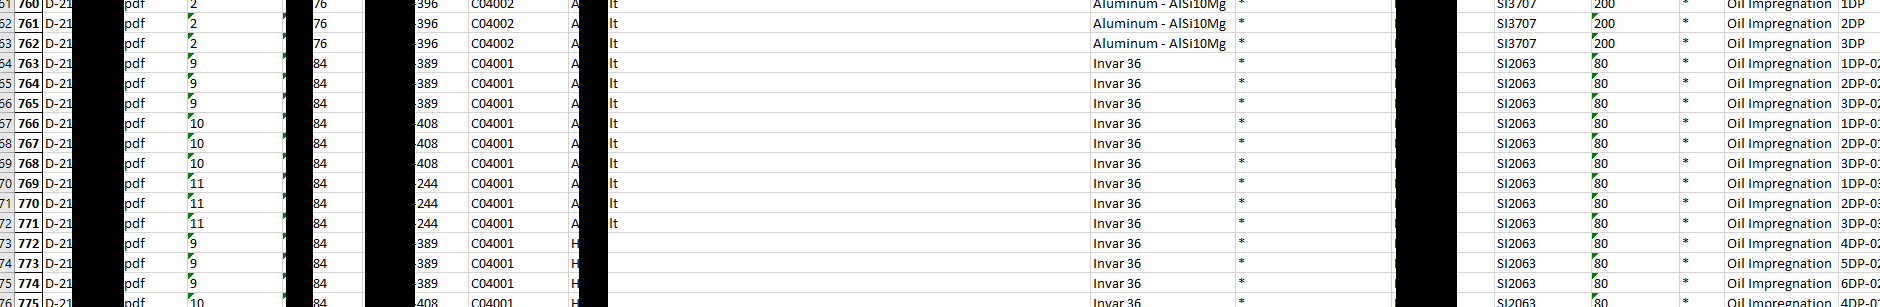 61 760 D-21 pdf 2 76 -396 C04002 A lt Aluminum - AlSi10Mg * SI3707 200 * Oil Impregnation 1DP
62 761 D-21 pdf 2 76 -396 C04002 A lt Aluminum - AlSi10Mg * SI3707 200 * Oil Impregnation 2DP
63 762 D-21 pdf 2 76 -396 C04002 A lt Aluminum - AlSi10Mg * SI3707 200 * Oil Impregnation 3DP
64 763 D-21 pdf 9 84 -389 C04001 A lt Invar 36 * SI2063 80 * Oil Impregnation 1DP-02
65 764 D-21 pdf 9 84 -389 C04001 A lt Invar 36 * SI2063 80 * Oil Impregnation 2DP-02
66 765 D-21 pdf 9 84 -389 C04001 A lt Invar 36 * SI2063 80 * Oil Impregnation 3DP-02
67 766 D-21 pdf 10 84 -408 C04001 A lt Invar 36 * SI2063 80 * Oil Impregnation 1DP-01
68 767 D-21 pdf 10 84 -408 C04001 A lt Invar 36 * SI2063 80 * Oil Impregnation 2DP-01
69 768 D-21 pdf 10 84 -408 C04001 A lt Invar 36 * SI2063 80 * Oil Impregnation 3DP-01
70 769 D-21 pdf 11 84 -244 C04001 A lt Invar 36 * SI2063 80 * Oil Impregnation 1DP-03
71 770 D-21 pdf 11 84 -244 C04001 A lt Invar 36 * SI2063 80 * Oil Impregnation 2DP-03
72 771 D-21 pdf 11 84 -244 C04001 A lt Invar 36 * SI2063 80 * Oil Impregnation 3DP-03
73 772 D-21 pdf 9 84 -389 C04001 H Invar 36 * SI2063 80 * Oil Impregnation 4DP-02
74 773 D-21 pdf 9 84 -389 C04001 H Invar 36 * SI2063 80 * Oil Impregnation 5DP-02
75 774 D-21 pdf 9 84 -389 C04001 H Invar 36 * SI2063 80 * Oil Impregnation 6DP-02
76 775 D-21 pdf 10 84 -408 C04001 H Invar 36 * SI2063 80 * Oil Impregnation 4DP-01